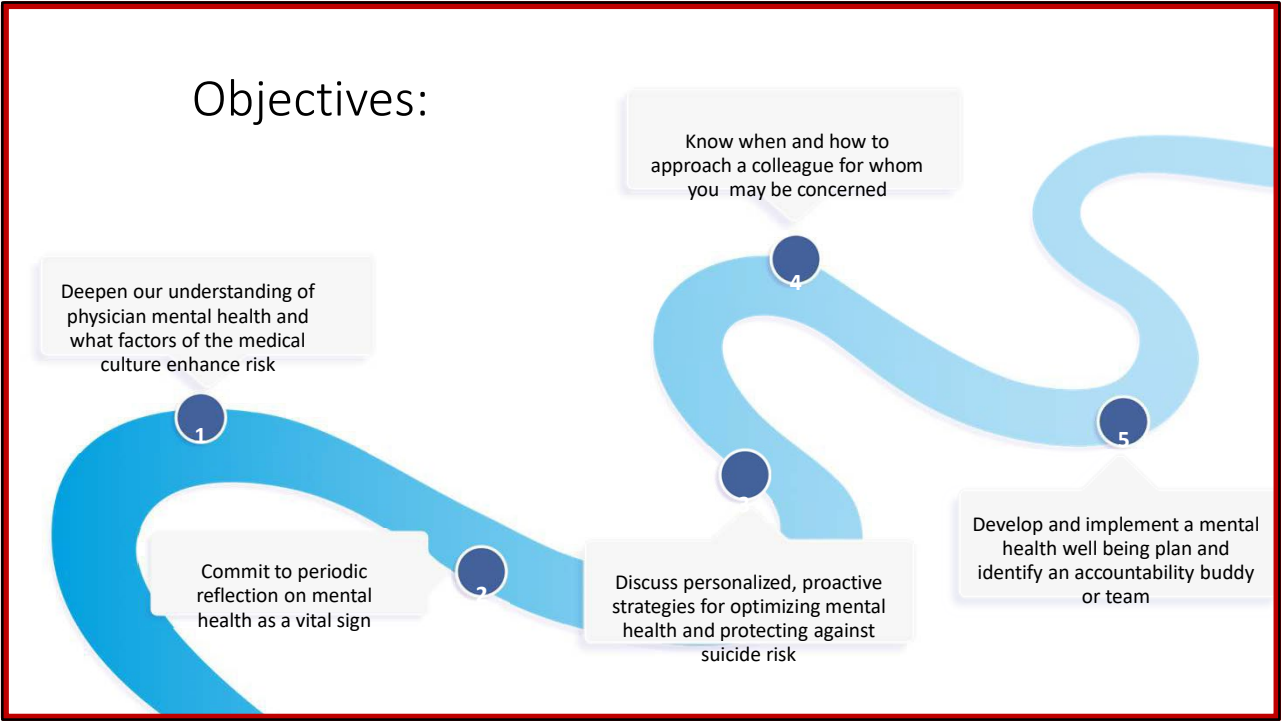 Objectives:
Deepen our understanding of
physician mental health and
what factors of the medical
culture enhance risk
1
Commit to periodic
reflection on mental
health as a vital sign
2
Discuss personalized, proactive
strategies for optimizing mental
health and protecting against
suicide risk
Know when and how to
approach a colleague for whom
you  may be concerned
4
Develop and implement a mental
health well being plan and
identify an accountability buddy
or team
5